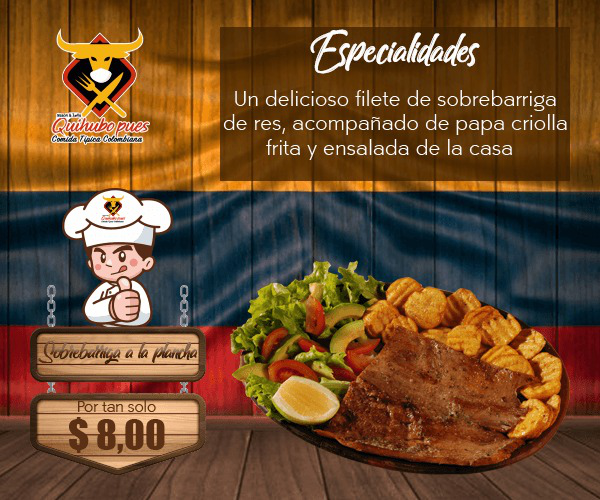 Especialidades
Un delicioso filete de sobrebarriga
de res, acompañado de papa criolla
frita y ensalada de la casa
Quihubo pues
Comida Típica Colombiana
Sobrebarriga a la plancha
Por tan solo
$ 8,00